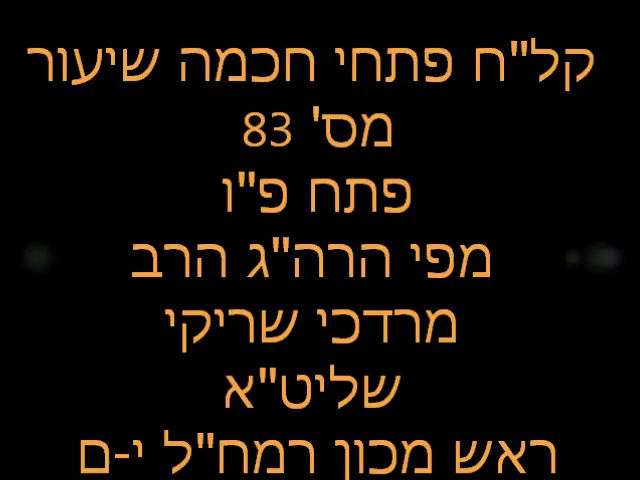 קל"ח פתחי חכמה שיעור
מס' 83
פתח פ"ו
מפי הרה"ג הרב
מרדכי שריקי
שליט"א
ראש מכון רמח"ל י-ם